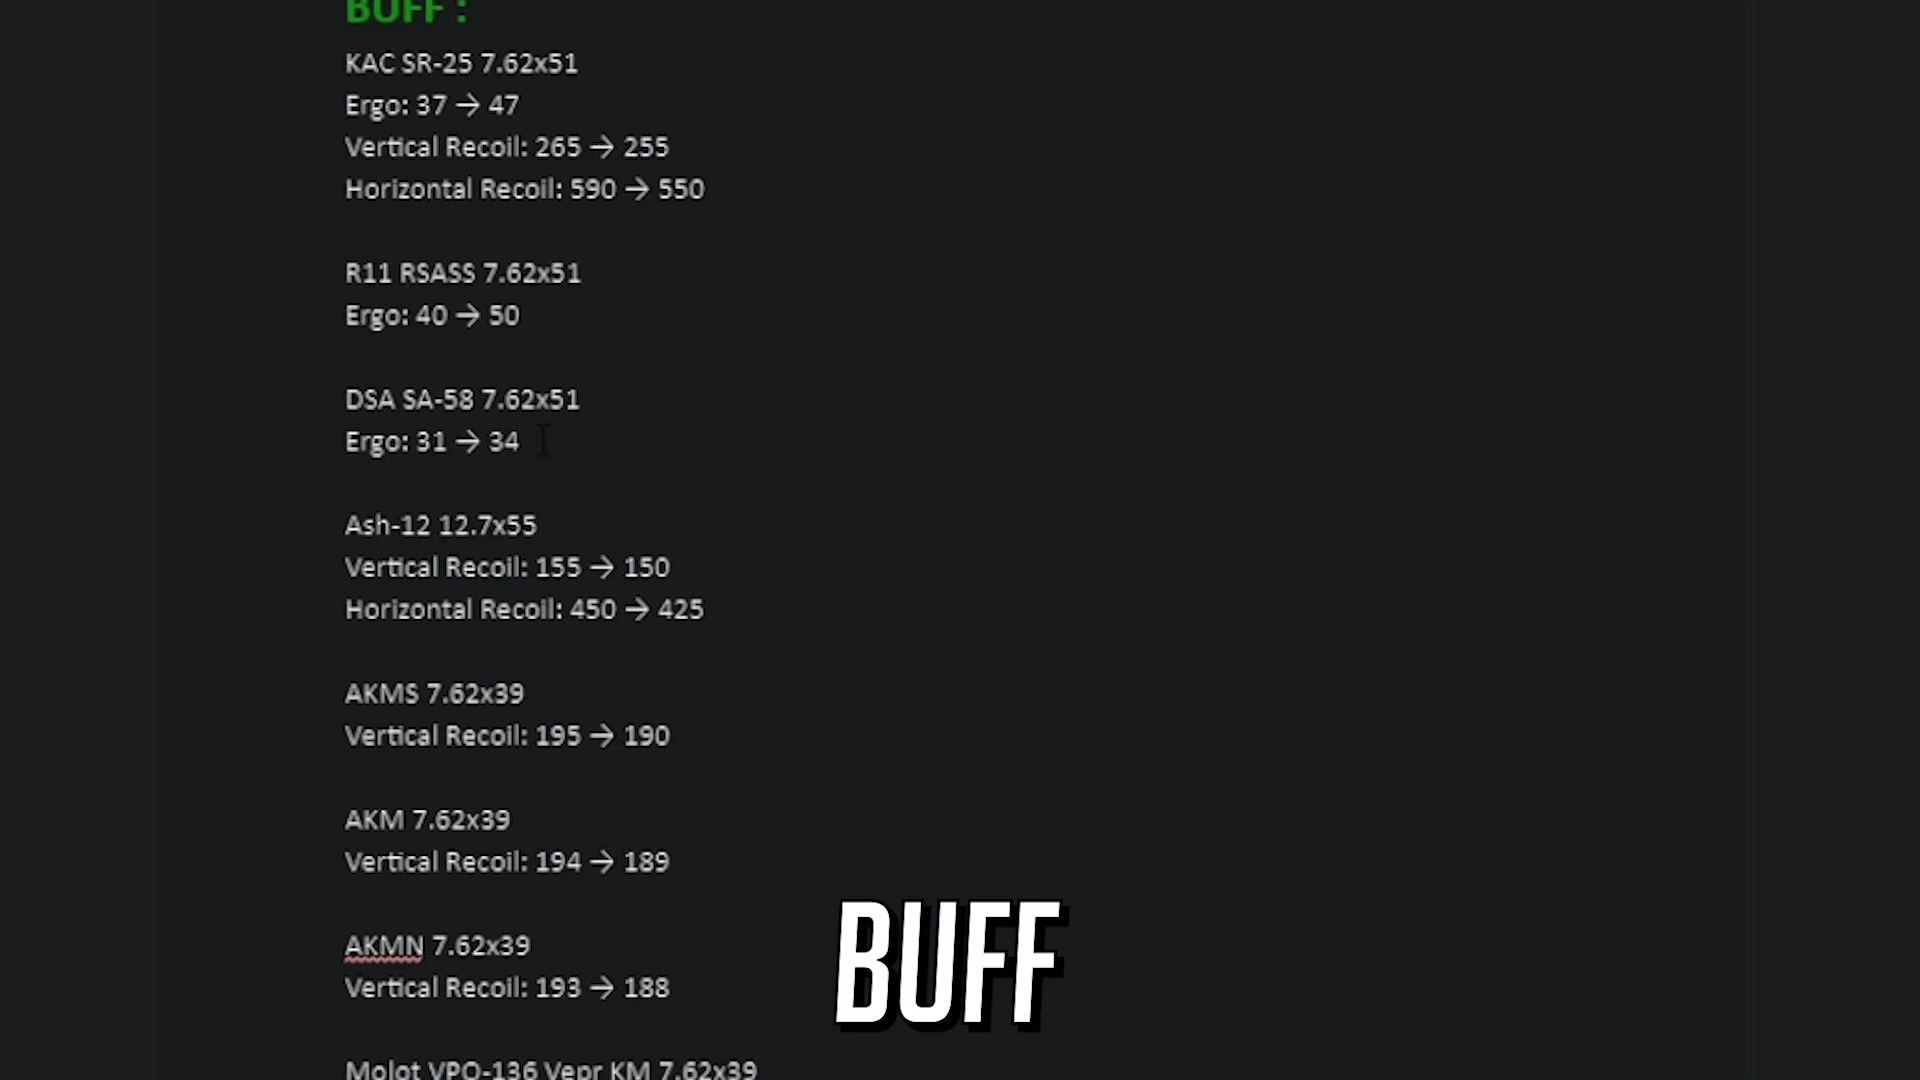 BUFF :
KAC SR-25 7.62x51
Ergo: 37 → 47
Vertical Recoil: 265 → 255
Horizontal Recoil: 590 → 550
R11 RSASS 7.62x51
Ergo: 40 → 50
DSA SA-58 7.62x51
Ergo: 31 → 34
Ash-12 12.7x55
Vertical Recoil: 155 → 150
Horizontal Recoil: 450 → 425
AKMS 7.62x39
Vertical Recoil: 195 → 190
AKM 7.62x39
Vertical Recoil: 194 → 189
AKMN 7.62x39
Vertical Recoil: 193 → 188
BUFF
Molot VPO-136 Vepr KM 7.62x39